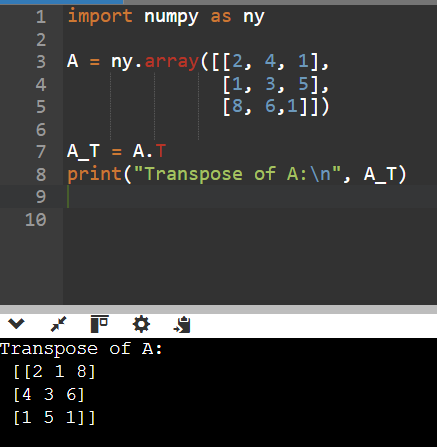 1 import numpy as ny
2
3 A = ny.array([[2, 4, 1],
4 [1, 3, 5],
5 [8, 6,1]])
6
7 A_T = A.T
8 print("Transpose of A:\n", A_T)
9
10
Transpose of A:
[[2 1 8]
[4 3 6]
[1 5 1]]